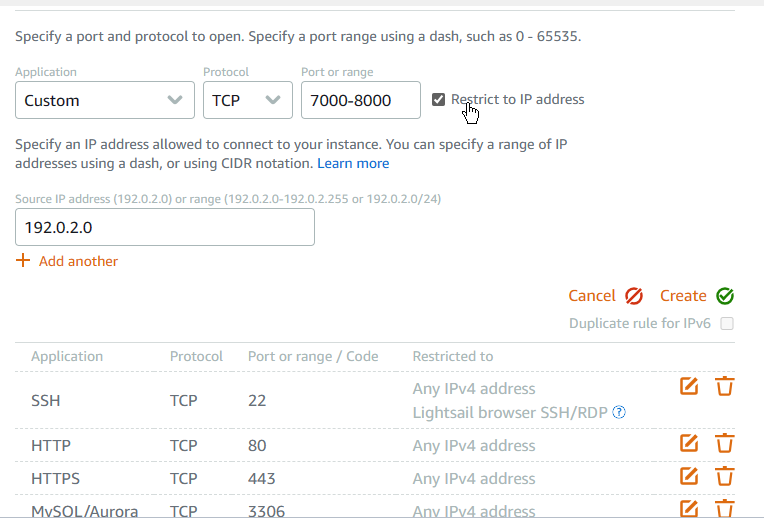 Specify a port and protocol to open. Specify a port range using a dash, such as 0 - 65535.
Application Protocol Port or range
Custom TCP 7000-8000 Restrict to IP address
Specify an IP address allowed to connect to your instance. You can specify a range of IP
addresses using a dash, or using CIDR notation. Learn more
Source IP address (192.0.2.0) or range (192.0.2.0-192.0.2.255 or 192.0.2.0/24)
192.0.2.0
+ Add another
Cancel Create
Duplicate rule for IPv6
Application Protocol Port or range / Code Restricted to
SSH TCP 22 Any IPv4 address
Lightsail browser SSH/RDP ?
HTTP TCP 80 Any IPv4 address
HTTPS TCP 443 Any IPv4 address
MySQL/Aurora TCP 3306 Any IPv4 address